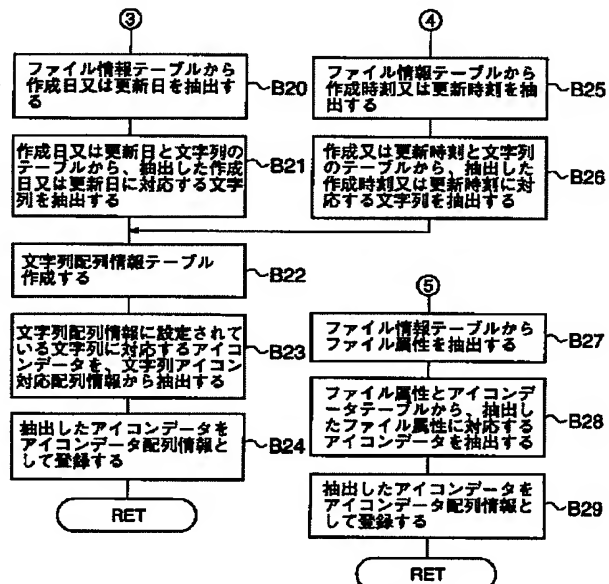 ③
ファイル情報テーブルから
作成日又は更新日を抽出す
る
B20
作成日又は更新日と文字列の
テーブルから、抽出した作成
日又は更新日に対応する文字
列を抽出する
B21
④
ファイル情報テーブルから
作成時刻又は更新時刻を抽
出する
B25
作成又は更新時刻と文字列
のテーブルから、抽出した
作成時刻又は更新時刻に対
応する文字列を抽出する
B26
文字列配列情報テーブル
作成する
B22
文字列配列情報に設定されて
いる文字列に対応するアイコ
ンデータを、文字列アイコン
対応配列情報から抽出する
B23
抽出したアイコンデータを
アイコンデータ配列情報と
して登録する
B24
RET
⑤
ファイル情報テーブルから
ファイル属性を抽出する
B27
ファイル属性とアイコンデ
ータテーブルから、抽出し
たファイル属性に対応する
アイコンデータを抽出する
B28
抽出したアイコンデータを
アイコンデータ配列情報と
して登録する
B29
RET